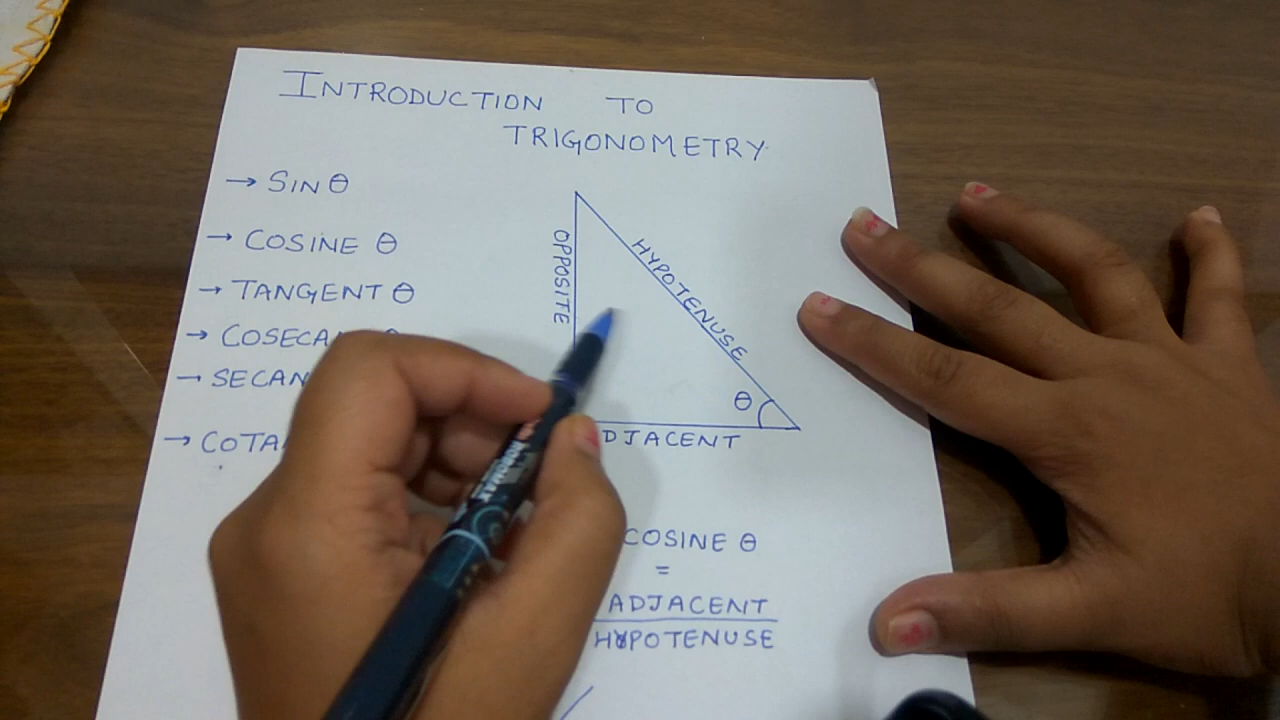 INTRODUCTION TO
TRIGONOMETRY
→ SIN θ
→ COSINE θ
→ TANGENT θ
→ COSECA
→ SECAN
→ COTA
OPPOSITE
HYPOTENUSE
θ
DJACENT
COSINE θ
=
ADJACENT
HYPOTENUSE